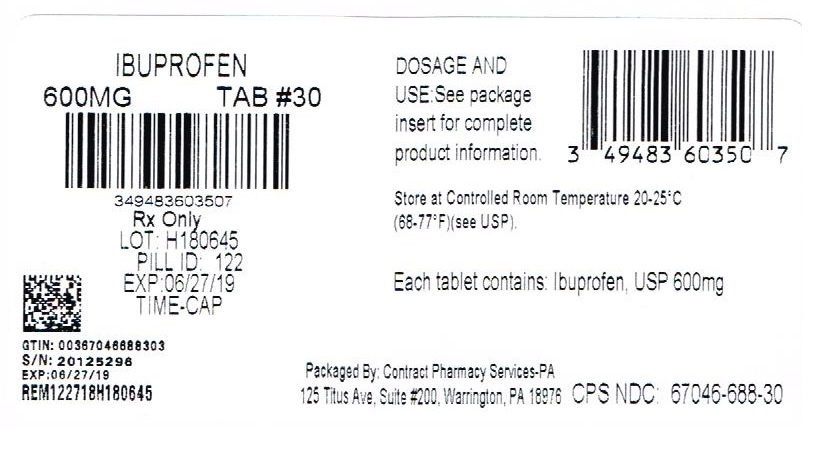 IBUPROFEN
600MG TAB #30
349483603507
Rx Only
LOT: H180645
PILL ID: 122
EXP:06/27/19
TIME-CAP
GTIN: 00367046688303
S/N: 20125296
EXP:06/27/19
REM122718H180645
DOSAGE AND
USE:See package
insert for complete
product information.
3 49483 60350 7
Store at Controlled Room Temperature 20-25°C
(68-77°F)(see USP).
Each tablet contains: Ibuprofen, USP 600mg
Packaged By: Contract Pharmacy Services-PA
125 Titus Ave, Suite #200, Warrington, PA 18976 CPS NDC: 67046-688-30